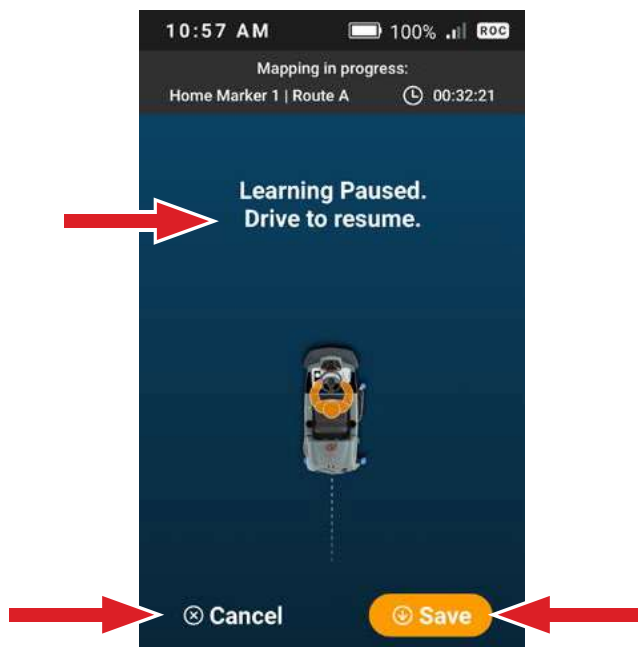 10:57 AM 100% ROC
Mapping in progress:
Home Marker 1 | Route A 00:32:21
Learning Paused.
Drive to resume.
Cancel Save